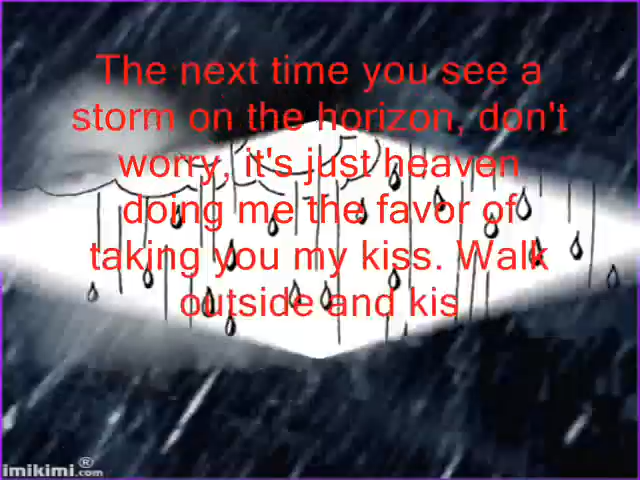 The next time you see a
storm on the horizon, don't
worry, it's just heaven
doing me the favor of
taking you my kiss. Walk
outside and kis
imikimi®.com